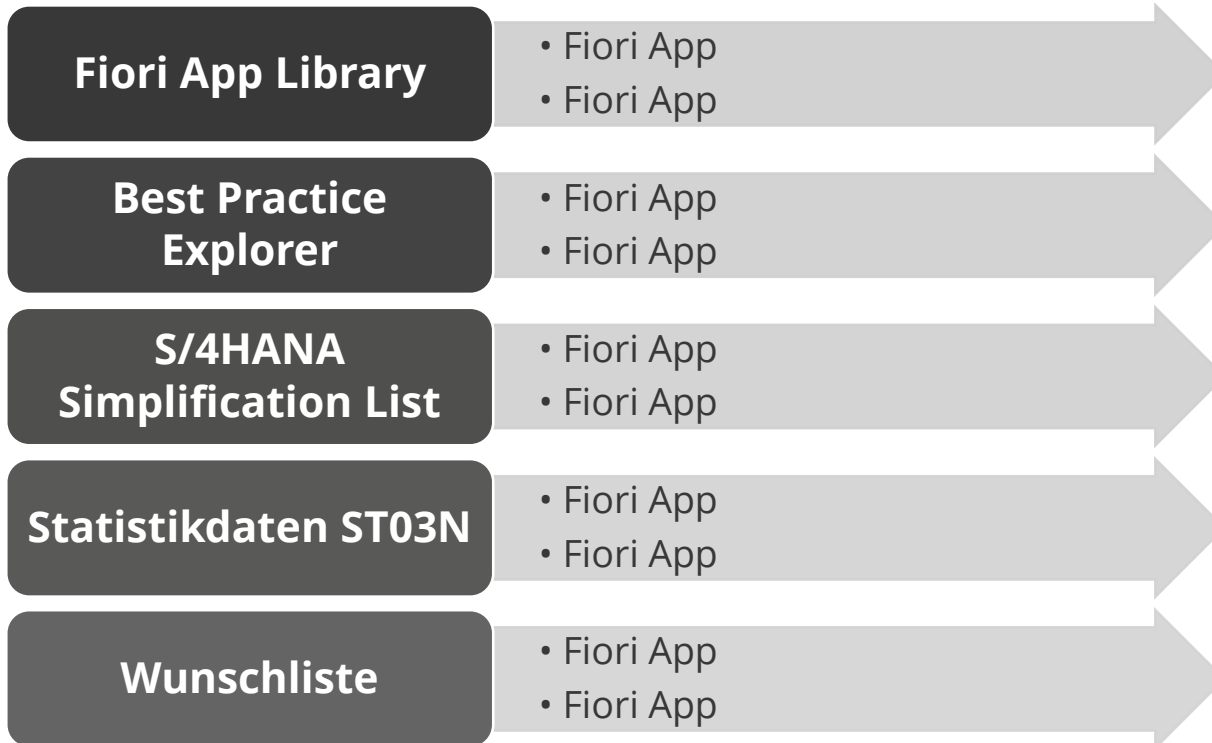 Fiori App Library
• Fiori App
• Fiori App
Best Practice
Explorer
• Fiori App
• Fiori App
S/4HANA
Simplification List
• Fiori App
• Fiori App
Statistikdaten ST03N
• Fiori App
• Fiori App
Wunschliste
• Fiori App
• Fiori App